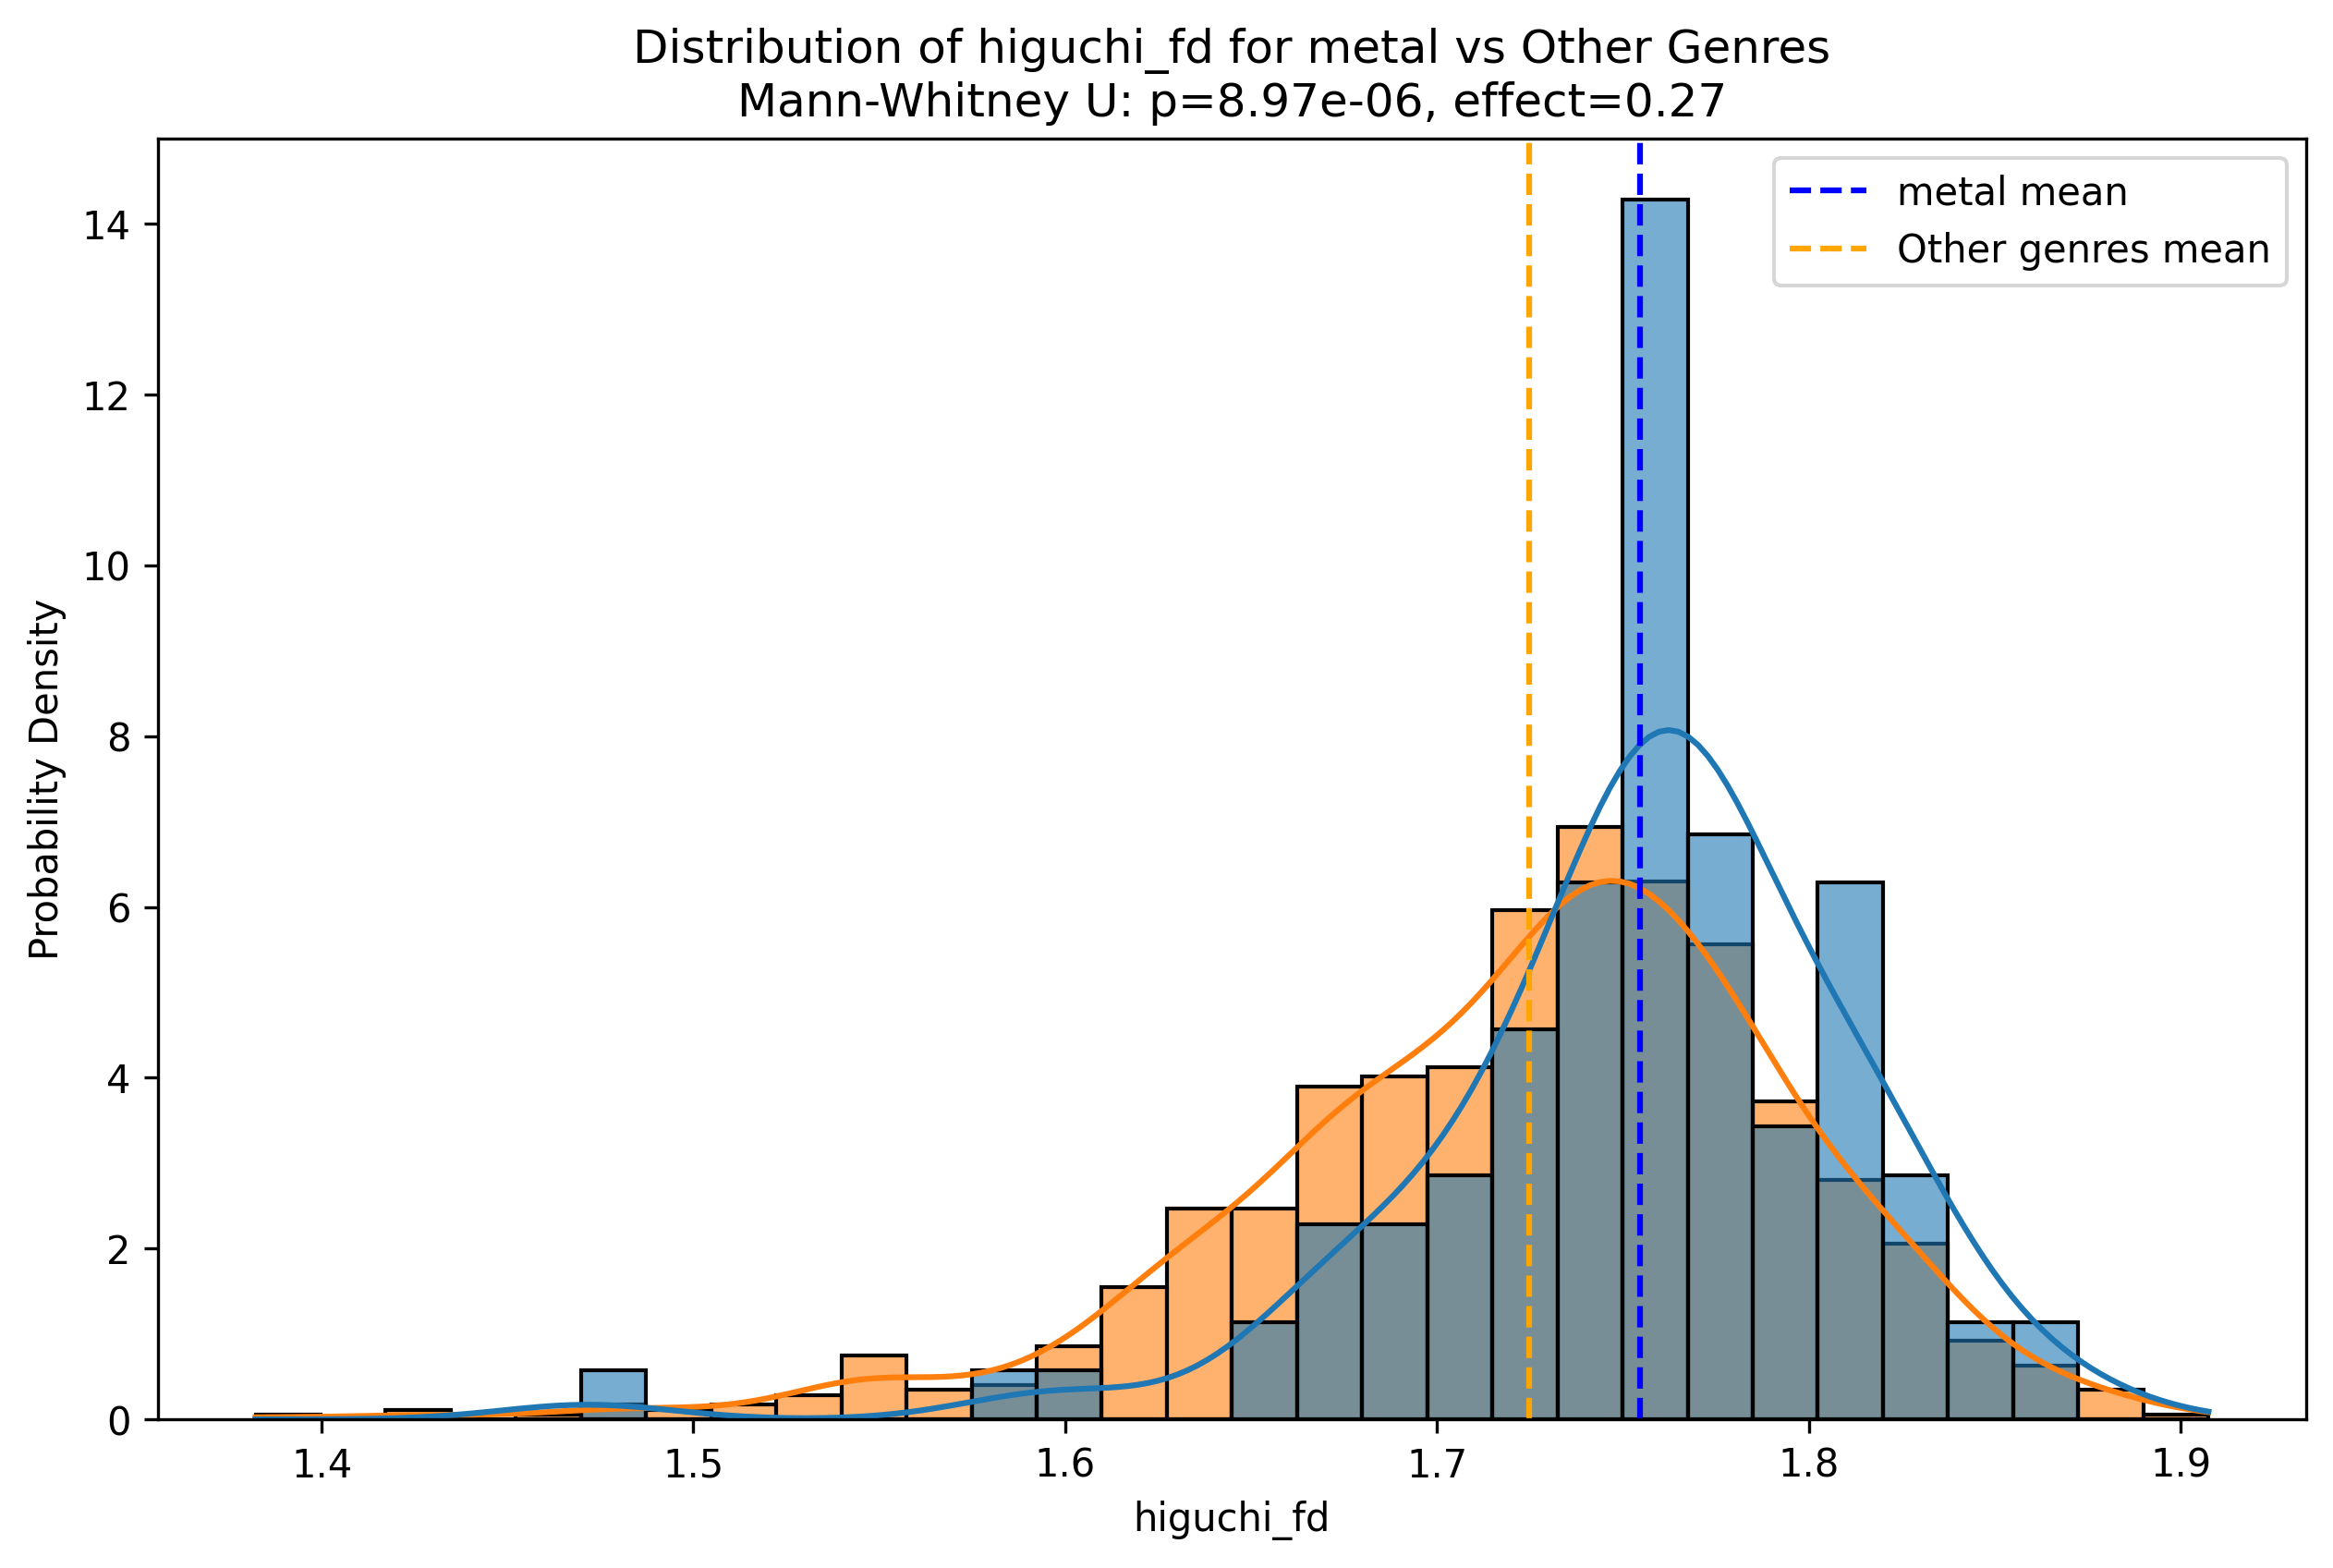 Distribution of higuchi_fd for metal vs Other Genres
Mann-Whitney U: p=8.97e-06, effect=0.27
metal mean
Other genres mean
Probability Density
14
12
10
8
6
4
2
0
1.4 1.5 1.6 1.7 1.8 1.9
higuchi_fd